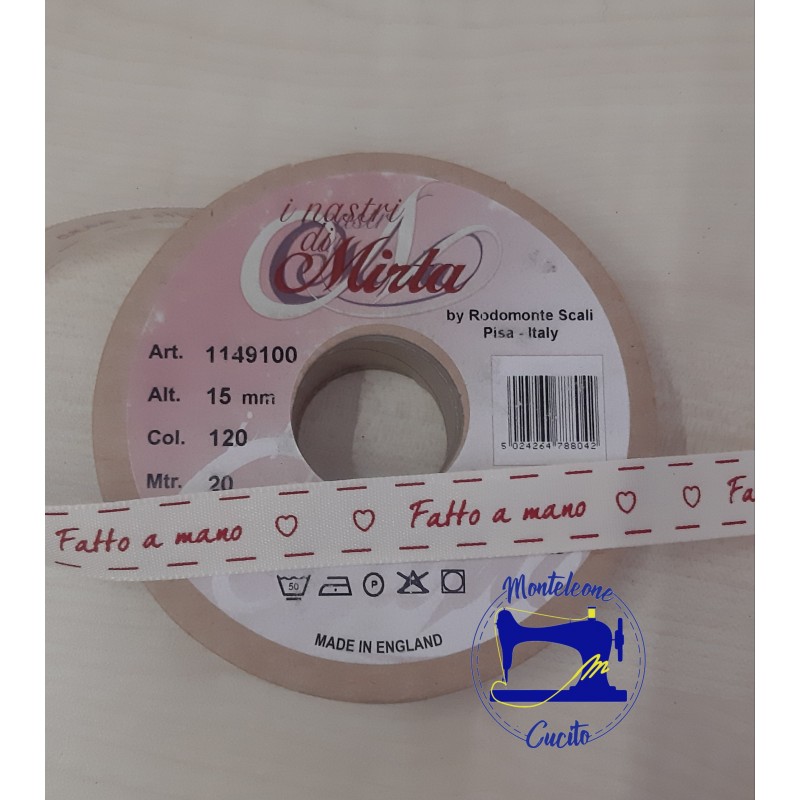 i nastri
di
Mirta
by Rodomonte Scali
Pisa - Italy
Art. 1149100
Alt. 15 mm
Col. 120
Mtr. 20
5 024264 788042
Fatto a mano Fatto a mano Fa
50
P
MADE IN ENGLAND
Monteleone
m
Cucito